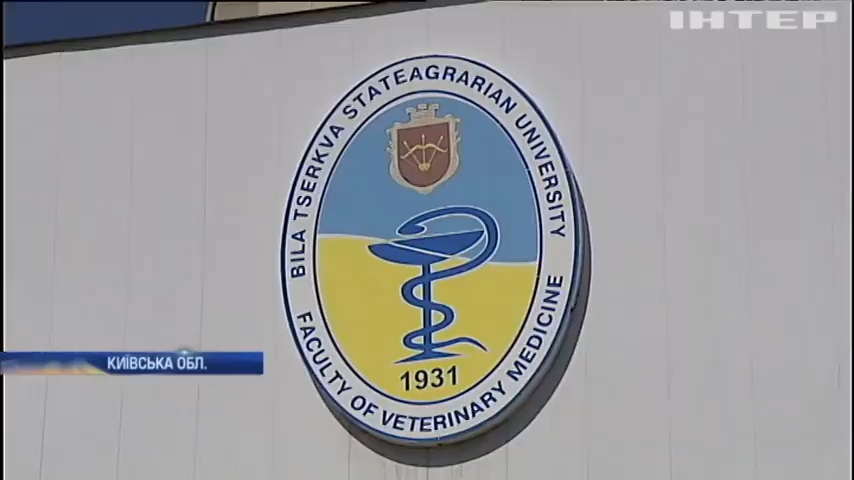 ІНТЕР
BILA TSERKVA STATEAGRARIAN UNIVERSITY
FACULTY OF VETERINARY MEDICINE
1931
КИЇВСЬКА ОБЛ.